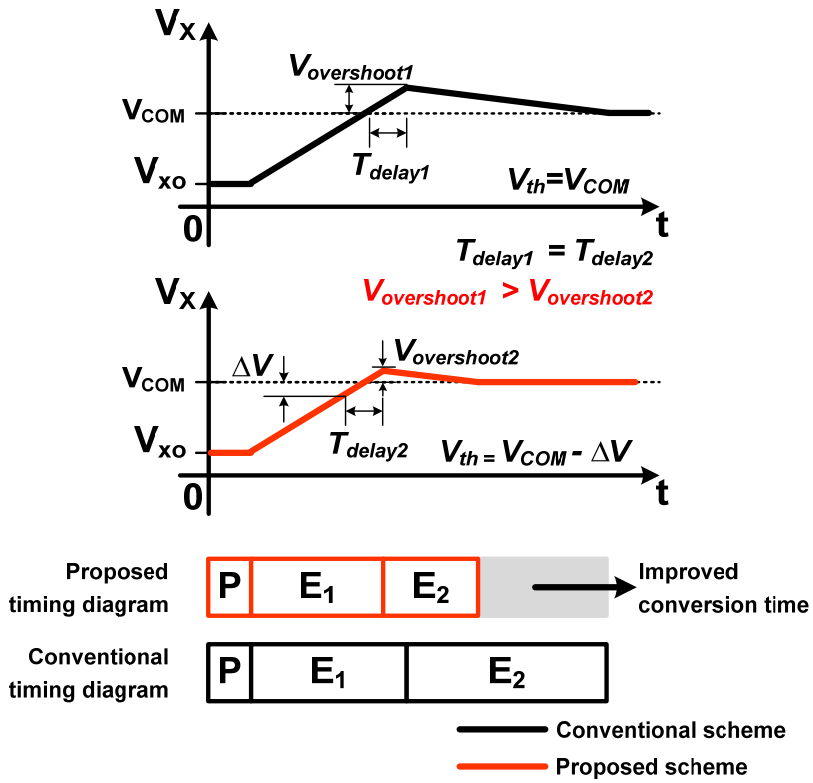 VX
Vovershoot1
VCOM
Tdelay1
Vxo
Vth=VCOM
0
t
Tdelay1 = Tdelay2
Vovershoot1 > Vovershoot2
VX
ΔV
Vovershoot2
VCOM
Tdelay2
Vxo
Vth = VCOM - ΔV
0
t
Proposed
timing diagram
P E1 E2
Improved
conversion time
Conventional
timing diagram
P E1 E2
Conventional scheme
Proposed scheme